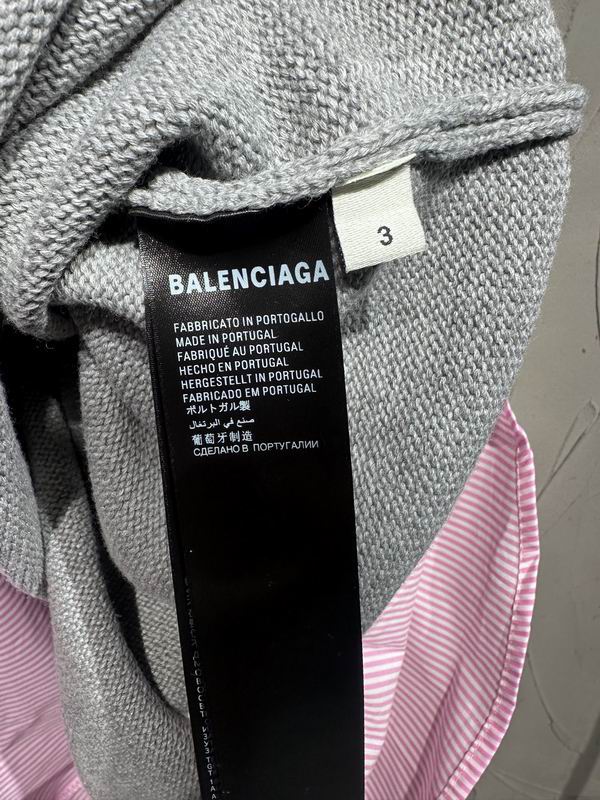 3
BALENCIAGA
FABBRICATO IN PORTOGALLO
MADE IN PORTUGAL
FABRIQUÉ AU PORTUGAL
HECHO EN PORTUGAL
HERGESTELLT IN PORTUGAL
FABRICADO EM PORTUGAL
ポルトガル製
صنع في البرتغال
葡萄牙制造
СДЕЛАНО В ПОРТУГАЛИИ